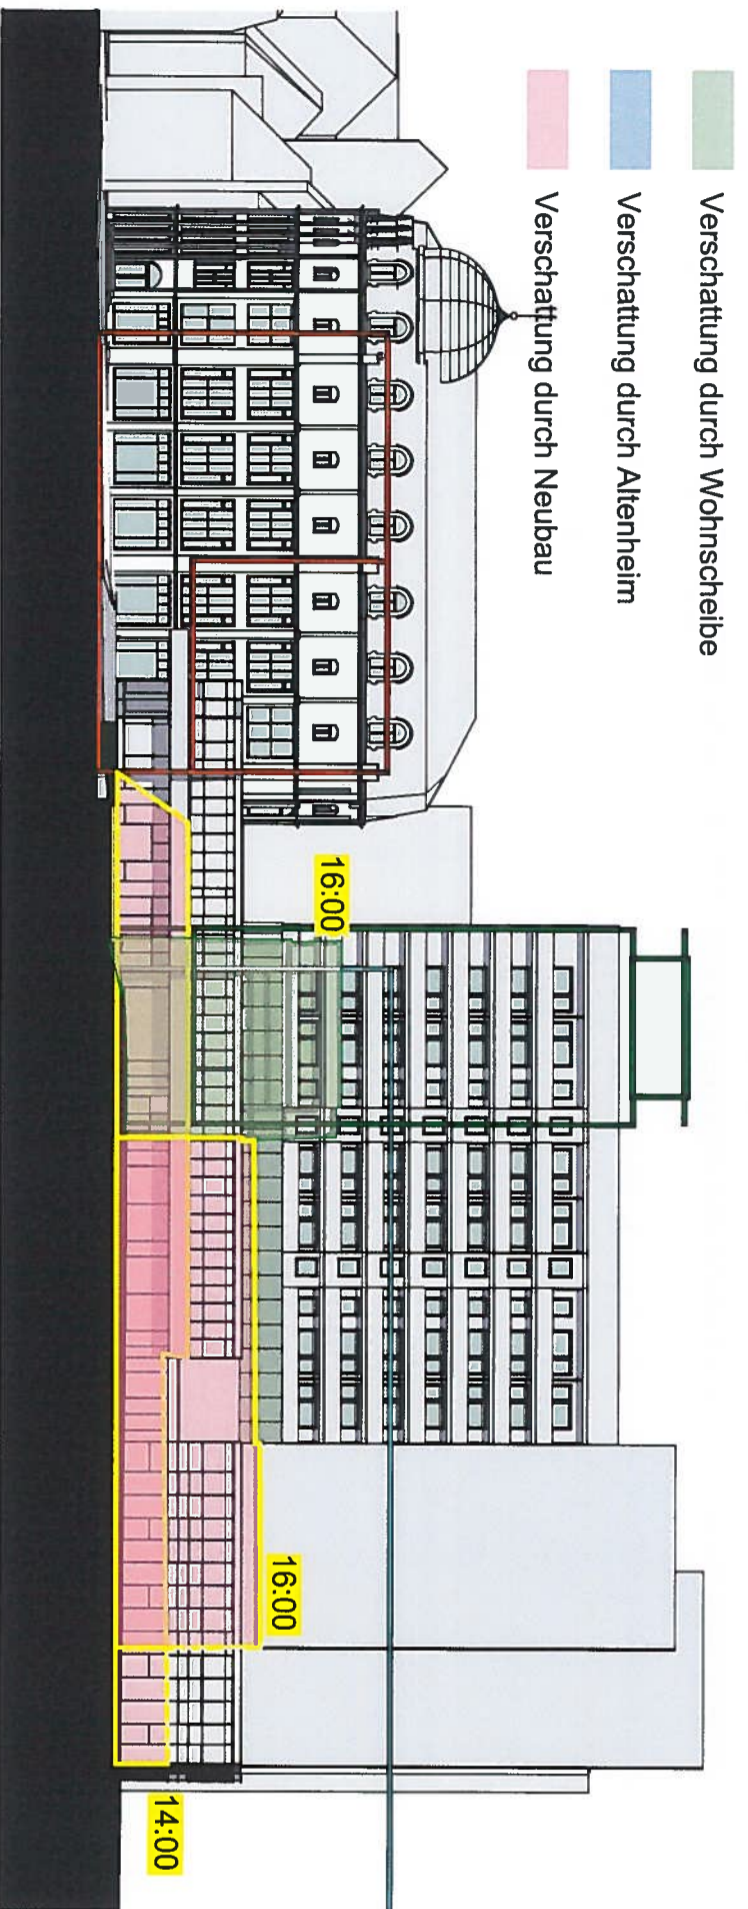 Verschattung durch Wohnscheibe
Verschattung durch Altenheim
Verschattung durch Neubau
16:00
16:00
14:00